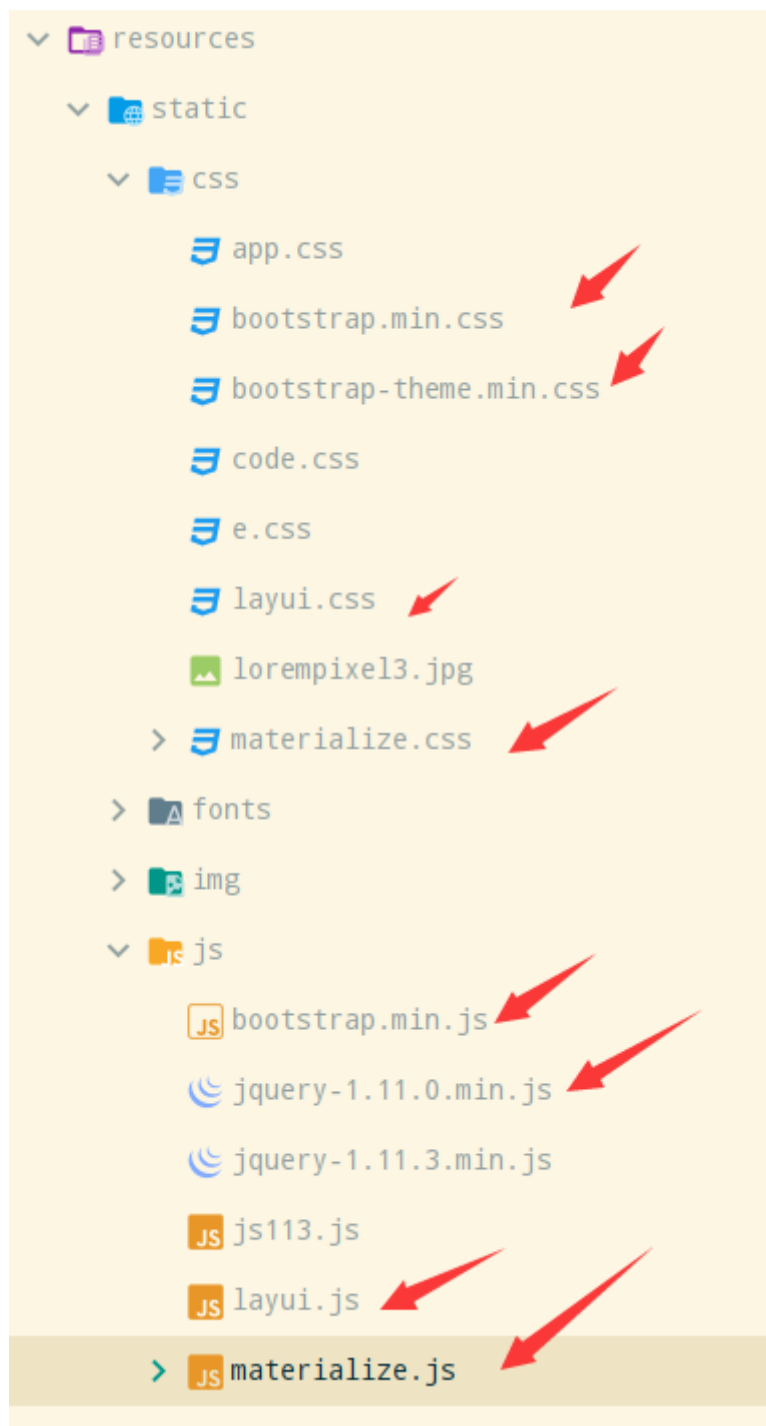 resources
static
css
app.css
bootstrap.min.css
bootstrap-theme.min.css
code.css
e.css
layui.css
lorempixel3.jpg
materialize.css
fonts
img
js
bootstrap.min.js
jquery-1.11.0.min.js
jquery-1.11.3.min.js
js113.js
layui.js
materialize.js